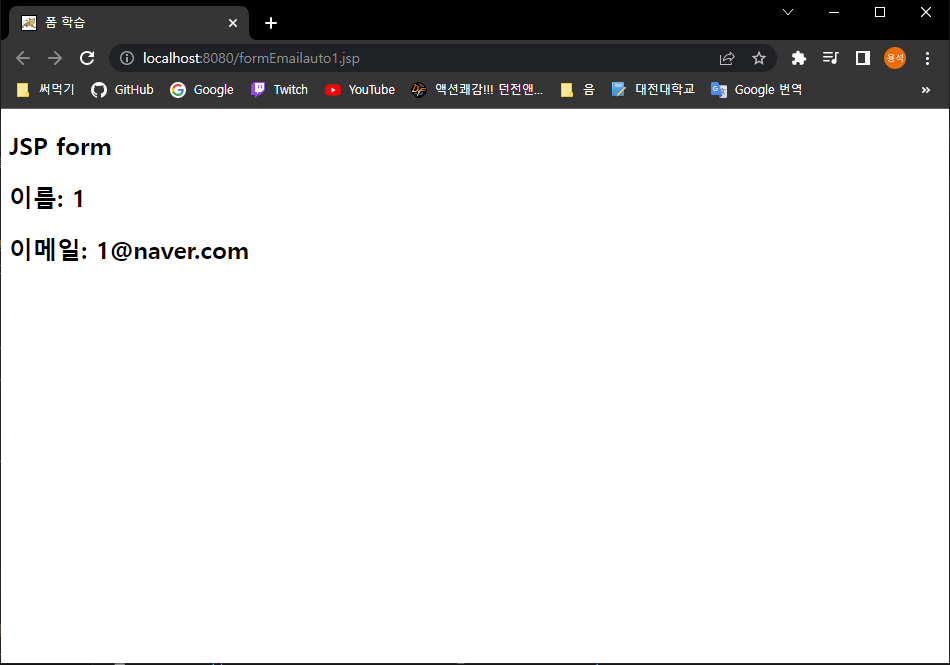 폼 학습
localhost:8080/formEmailauto1.jsp
용석
써먹기 GitHub Google Twitch YouTube 액션쾌감!!! 던전앤... 음 대전대학교 Google 번역 »
JSP form
이름: 1
이메일: 1@naver.com